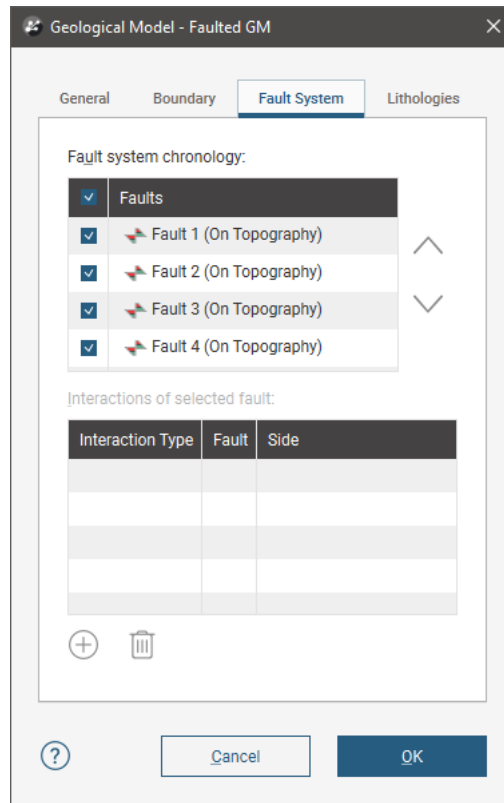 Geological Model - Faulted GM
General Boundary Fault System Lithologies
Fault system chronology:
Faults
Fault 1 (On Topography)
Fault 2 (On Topography)
Fault 3 (On Topography)
Fault 4 (On Topography)
Interactions of selected fault:
Interaction Type Fault Side
? Cancel OK